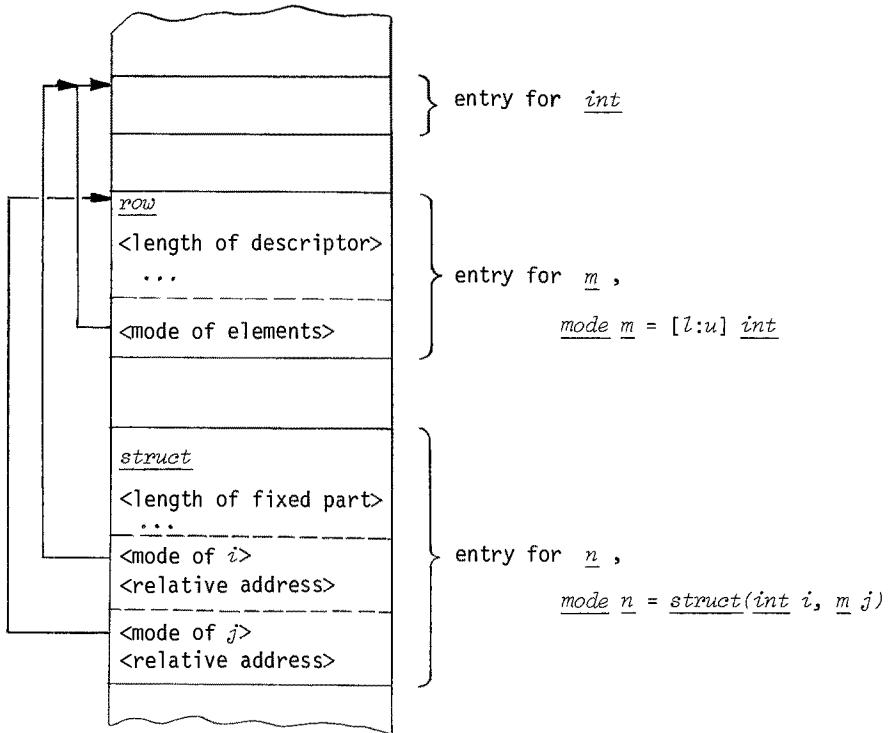 entry for int
row
<length of descriptor>
...
<mode of elements>
entry for m ,
mode m = [l:u] int
struct
<length of fixed part>
...
<mode of i>
<relative address>
<mode of j>
<relative address>
entry for n ,
mode n = struct(int i, m j)